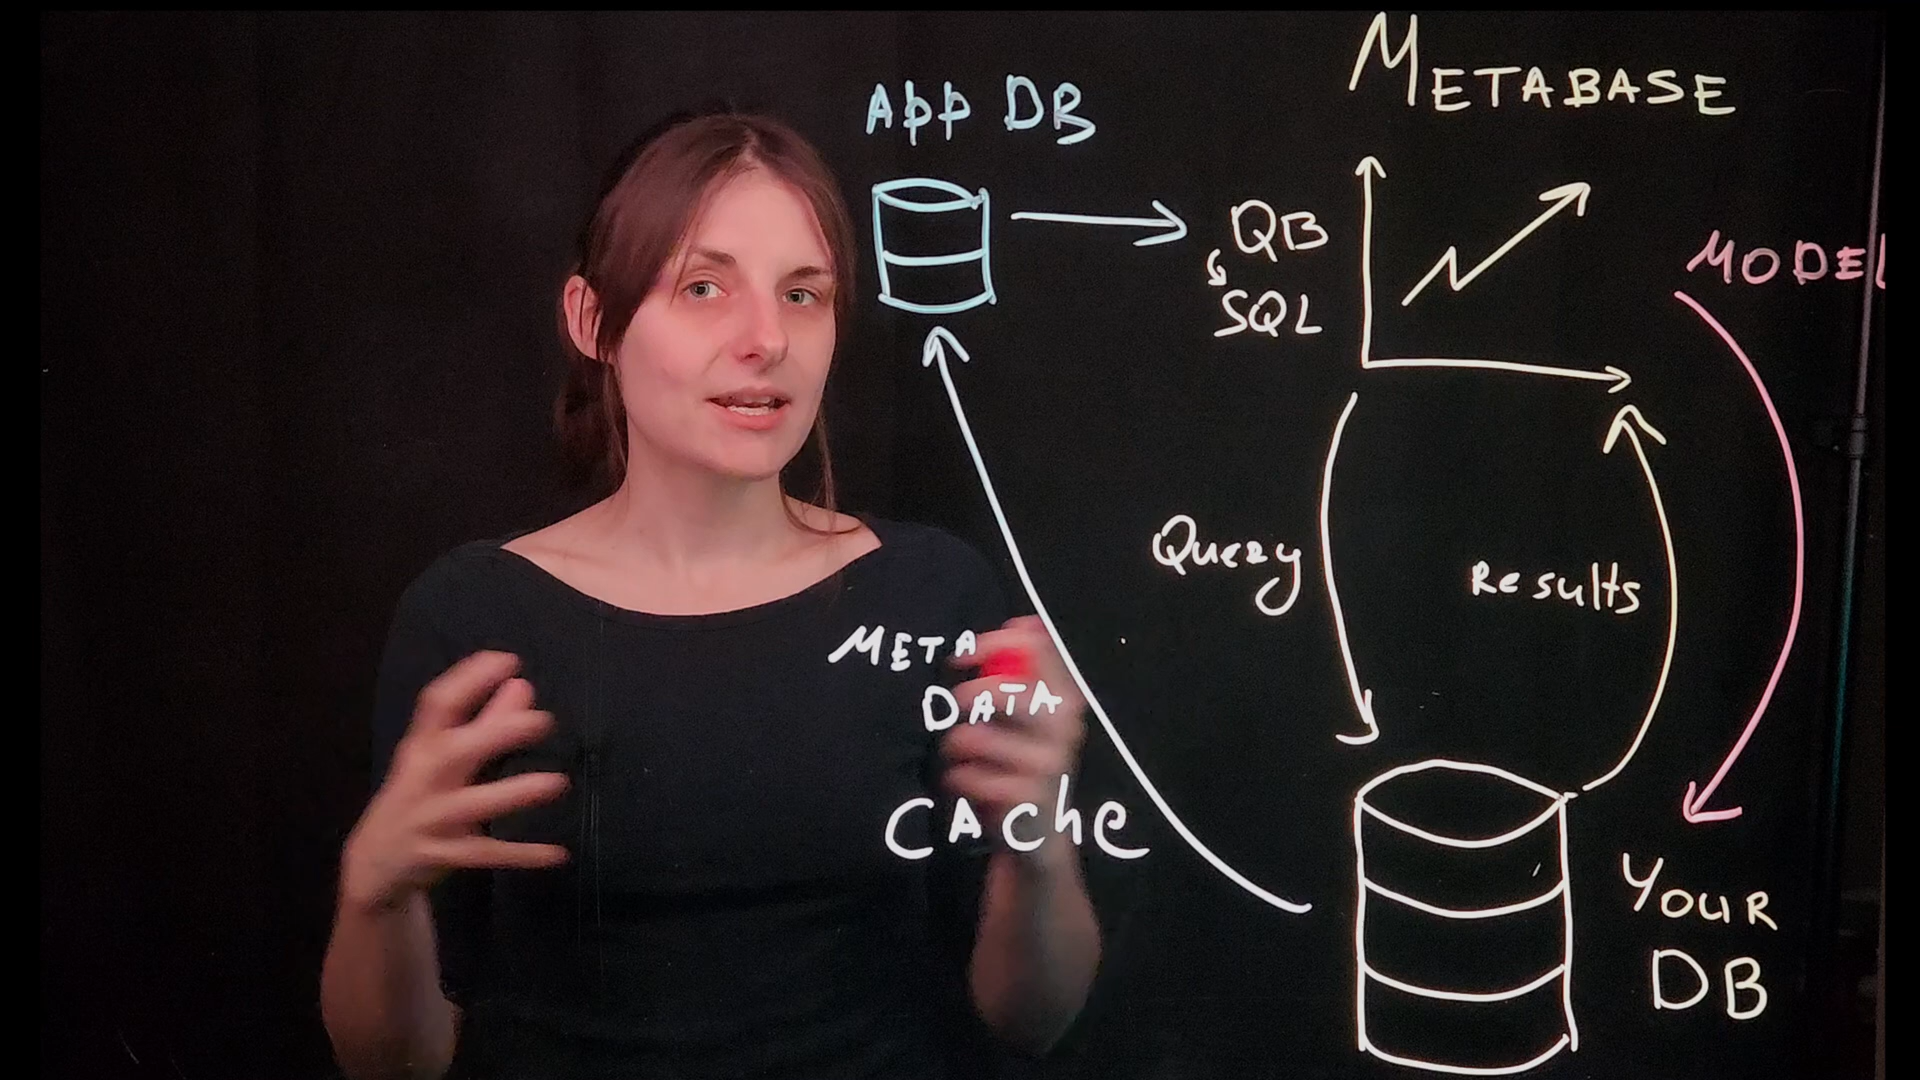 METABASE
APP DB
QB
SQL
MODEL
Query
Results
META
DATA
CAChe
YOUR
DB